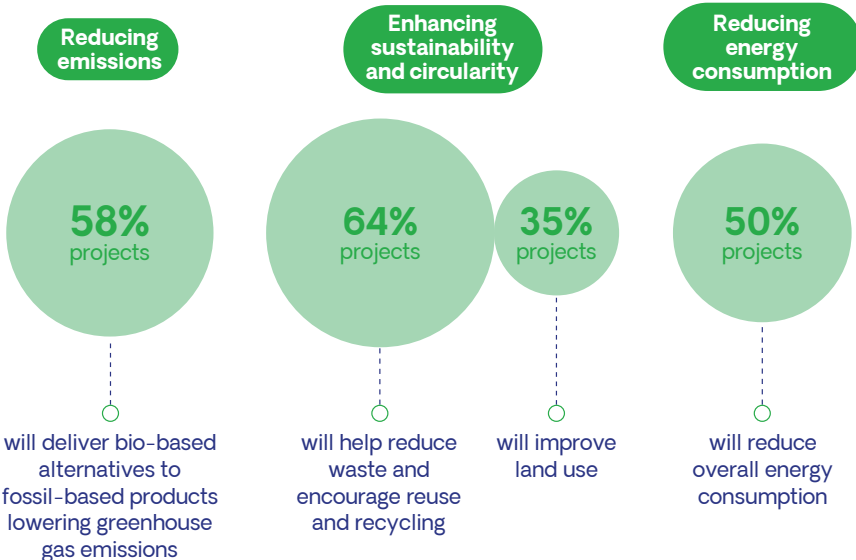 Reducing
emissions
58%
projects
will deliver bio-based
alternatives to
fossil-based products
lowering greenhouse
gas emissions
Enhancing
sustainability
and circularity
64%
projects
will help reduce
waste and
encourage reuse
and recycling
35%
projects
will improve
land use
Reducing
energy
consumption
50%
projects
will reduce
overall energy
consumption